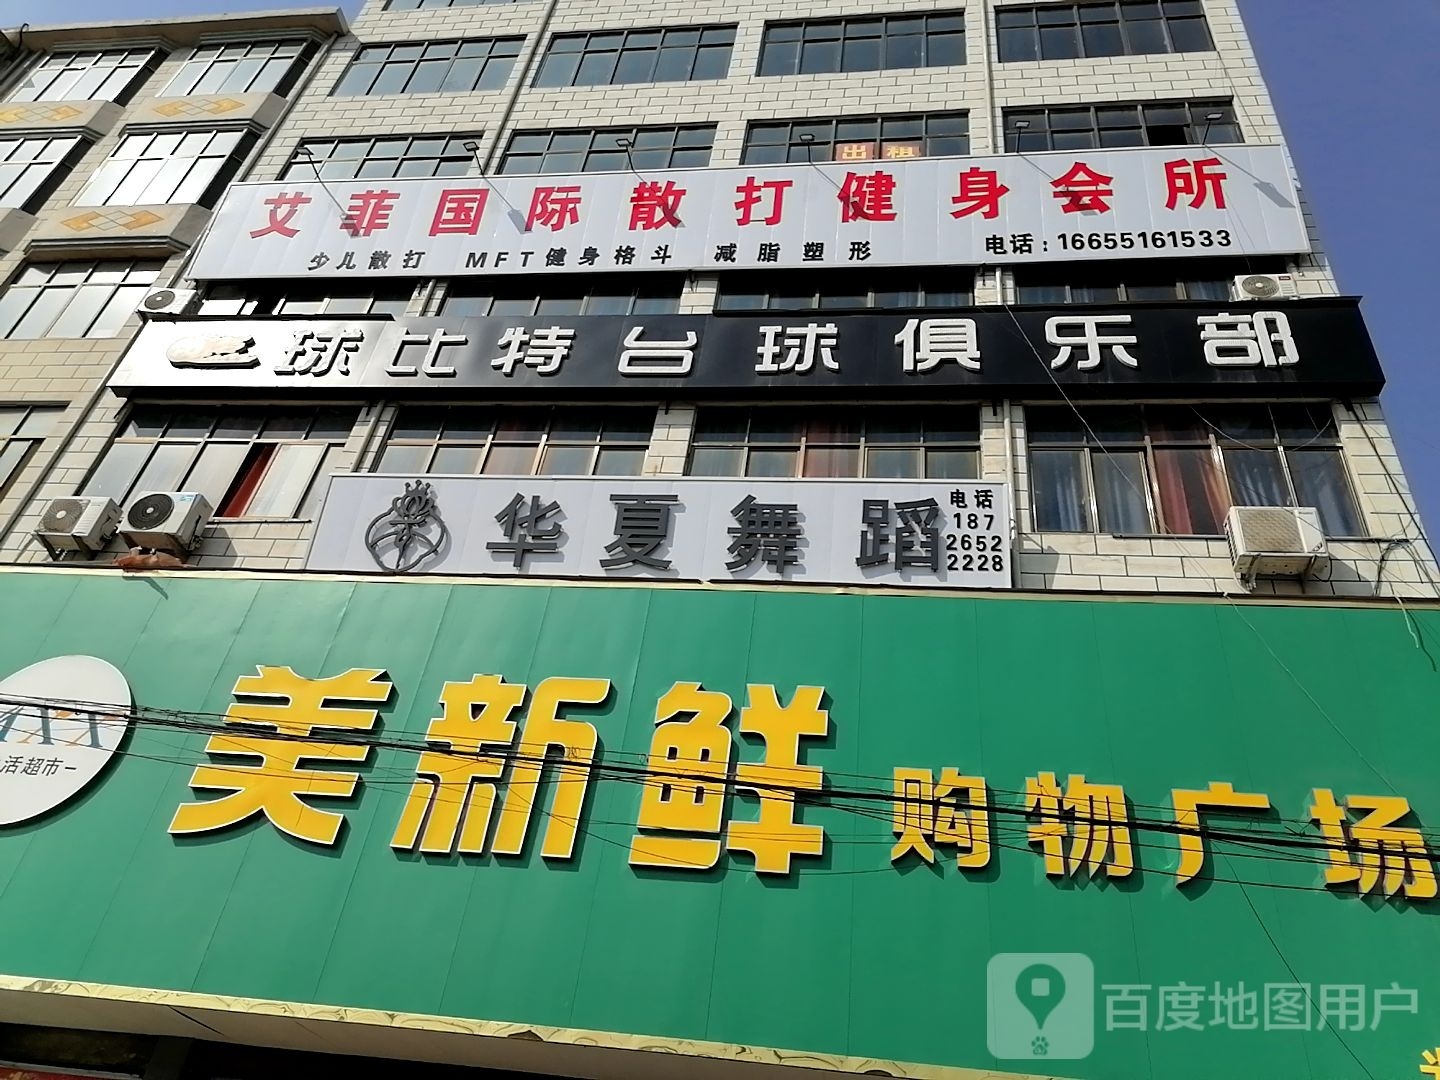 出租
艾菲国际散打健身会所
少儿散打 MFT健身格斗 减脂塑形 电话:16655161533
球比特台球俱乐部
华夏舞蹈
电话
187
2652
2228
美新鲜购物广场
活超市
百度地图用户